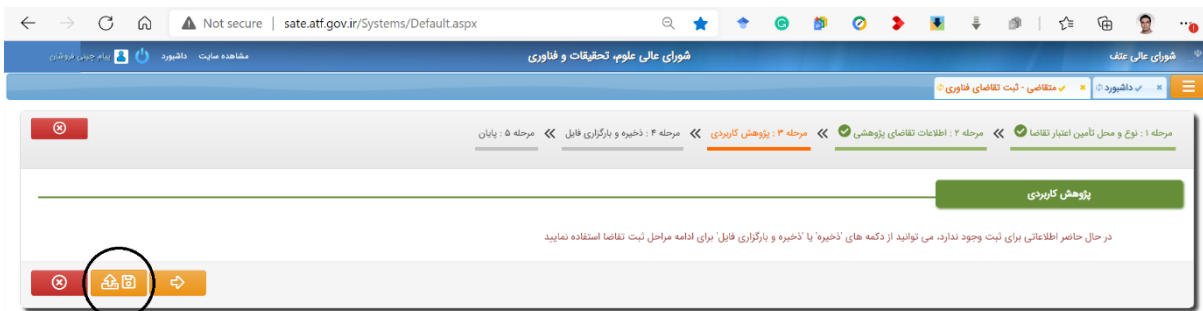 Not secure | sate.atf.gov.ir/Systems/Default.aspx
شورای عالی عتف
شورای عالی علوم، تحقیقات و فناوری
مشاهده سایت داشبورد پیام چینی فروشان
داشبورد
متقاضی - ثبت تقاضای فناوری
مرحله ۱ : نوع و محل تأمین اعتبار تقاضا » مرحله ۲ : اطلاعات تقاضای پژوهشی » مرحله ۳ : پژوهش کاربردی » مرحله ۴ : ذخیره و بارگزاری فایل » مرحله ۵ : پایان
پژوهش کاربردی
در حال حاضر اطلاعاتی برای ثبت وجود ندارد، می توانید از دکمه های 'ذخیره' یا 'ذخیره و بارگزاری فایل' برای ادامه مراحل ثبت تقاضا استفاده نمایید